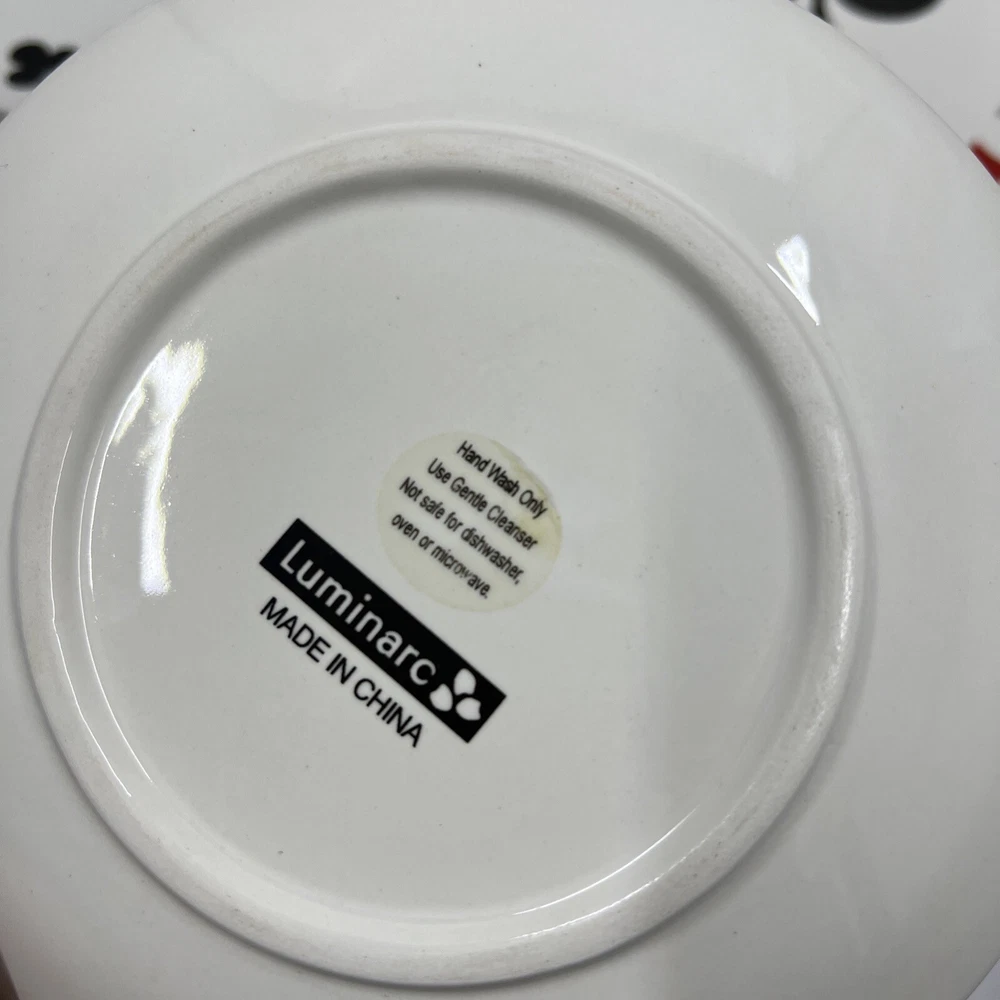 Hand Wash Only
Use Gentle Cleanser
Not safe for dishwasher,
oven or microwave.
Luminarc
MADE IN CHINA